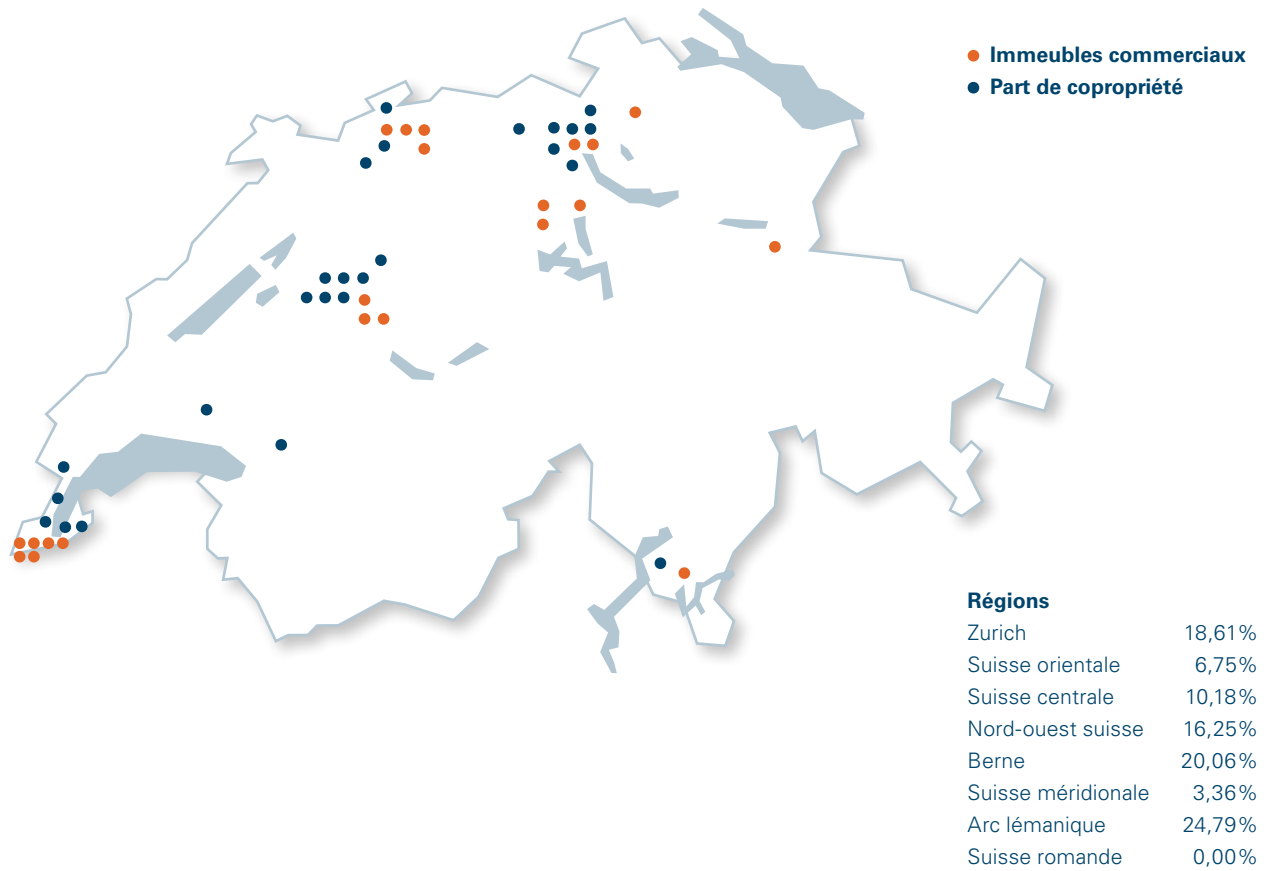 Immeubles commerciaux
Part de copropriété
Régions
Zurich 18,61%
Suisse orientale 6,75%
Suisse centrale 10,18%
Nord-ouest suisse 16,25%
Berne 20,06%
Suisse méridionale 3,36%
Arc lémanique 24,79%
Suisse romande 0,00%